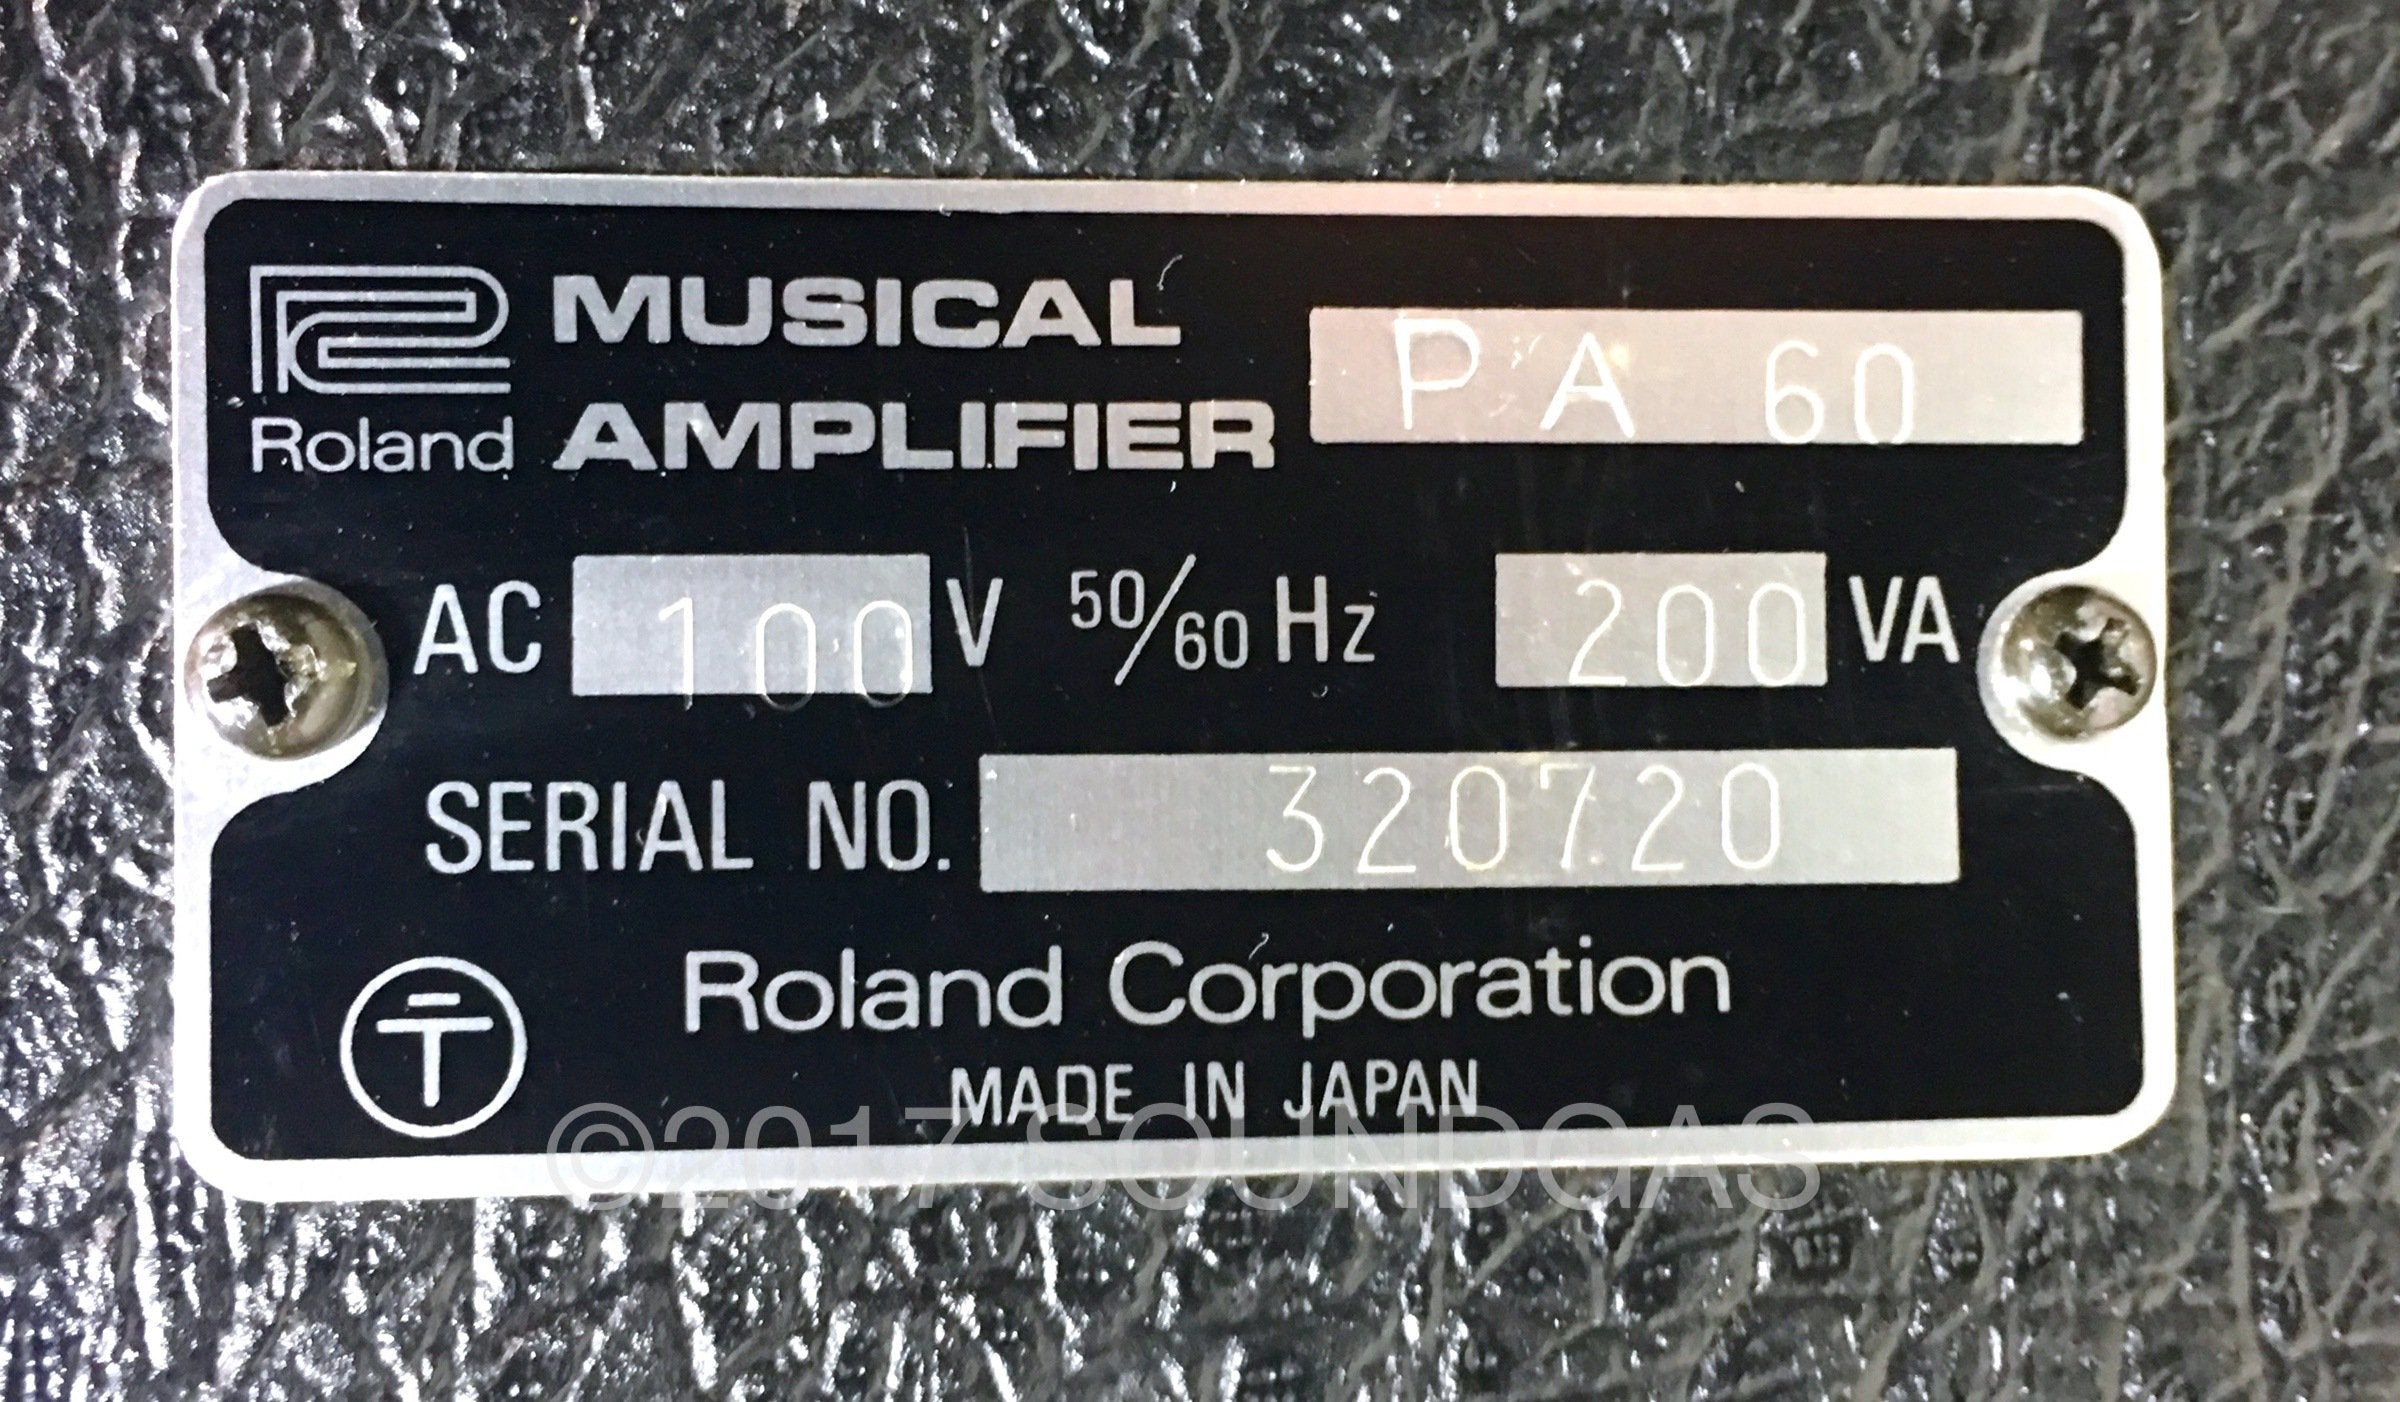 MUSICAL
PA 60
Roland AMPLIFIER
AC 100 V 50/60 Hz 200 VA
SERIAL NO. 320720
Roland Corporation
MADE IN JAPAN
©2017 SOUNDGAS